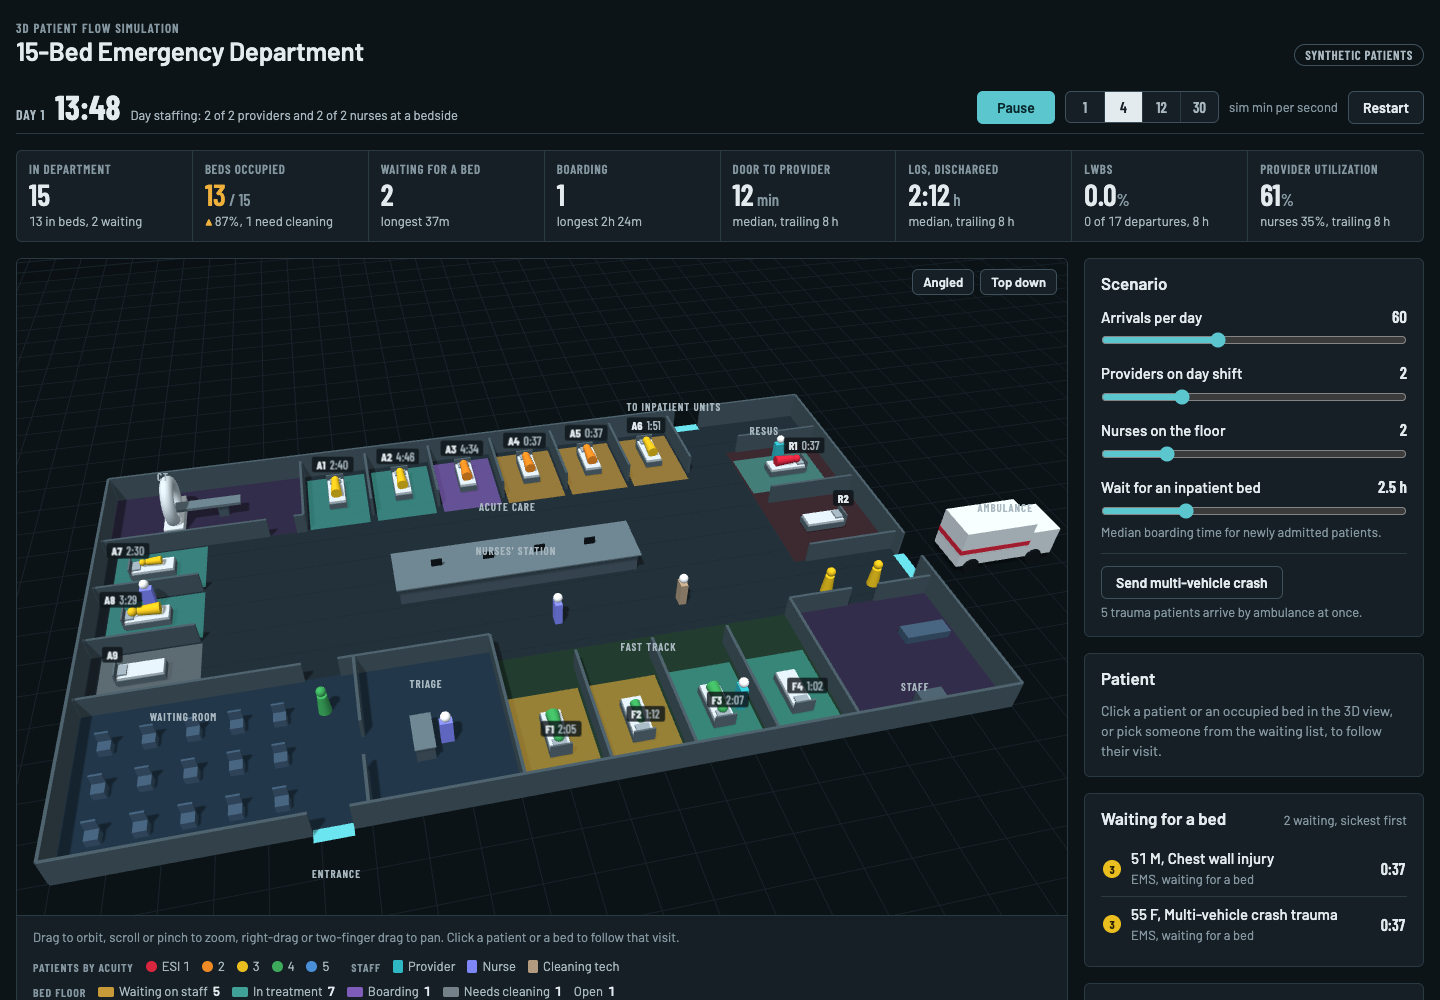 3D PATIENT FLOW SIMULATION
15-Bed Emergency Department
SYNTHETIC PATIENTS
DAY 1 13:48 Day staffing: 2 of 2 providers and 2 of 2 nurses at a bedside
Pause 1 4 12 30 sim min per second Restart
IN DEPARTMENT
15
13 in beds, 2 waiting
BEDS OCCUPIED
13 / 15
▲87%, 1 need cleaning
WAITING FOR A BED
2
longest 37m
BOARDING
1
longest 2h 24m
DOOR TO PROVIDER
12 min
median, trailing 8 h
LOS, DISCHARGED
2:12 h
median, trailing 8 h
LWBS
0.0%
0 of 17 departures, 8 h
PROVIDER UTILIZATION
61%
nurses 35%, trailing 8 h
Angled Top down
TO INPATIENT UNITS
RESUS
A1 2:40
A2 4:46
A3 4:34
A4 0:37
A5 0:37
A6 1:51
R1 0:37
CT
ACUTE CARE
R2
AMBULANCE
A7 2:30
NURSES' STATION
A8 3:29
A9
FAST TRACK
TRIAGE
STAFF
WAITING ROOM
F1 2:05
F2 1:12
F3 2:07
F4 1:02
ENTRANCE
Drag to orbit, scroll or pinch to zoom, right-drag or two-finger drag to pan. Click a patient or a bed to follow that visit.
PATIENTS BY ACUITY ESI 1 2 3 4 5 STAFF Provider Nurse Cleaning tech
BED FLOOR Waiting on staff 5 In treatment 7 Boarding 1 Needs cleaning 1 Open 1
Scenario
Arrivals per day 60
Providers on day shift 2
Nurses on the floor 2
Wait for an inpatient bed 2.5 h
Median boarding time for newly admitted patients.
Send multi-vehicle crash
5 trauma patients arrive by ambulance at once.
Patient
Click a patient or an occupied bed in the 3D view,
or pick someone from the waiting list, to follow
their visit.
Waiting for a bed 2 waiting, sickest first
3 51 M, Chest wall injury 0:37
EMS, waiting for a bed
3 55 F, Multi-vehicle crash trauma 0:37
EMS, waiting for a bed